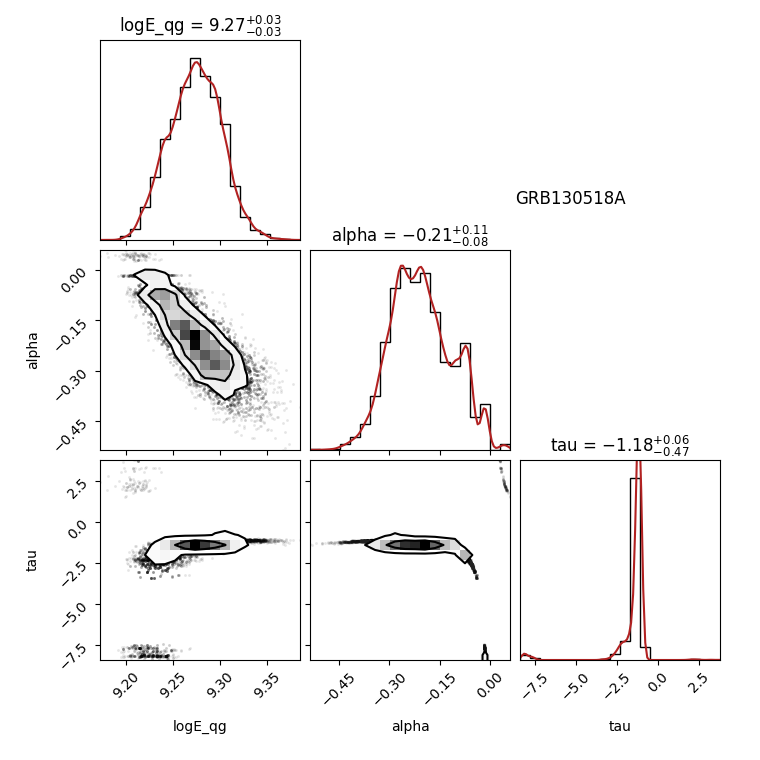 logE_qg = 9.27+0.03 −0.03
GRB130518A
alpha = −0.21+0.11 −0.08
0.00
−0.15
−0.30
−0.45
alpha
tau = −1.18+0.06 −0.47
2.5
0.0
−2.5
−5.0
−7.5
tau
9.20 9.25 9.30 9.35
−0.45 −0.30 −0.15 0.00
−7.5 −5.0 −2.5 0.0 2.5
logE_qg alpha tau